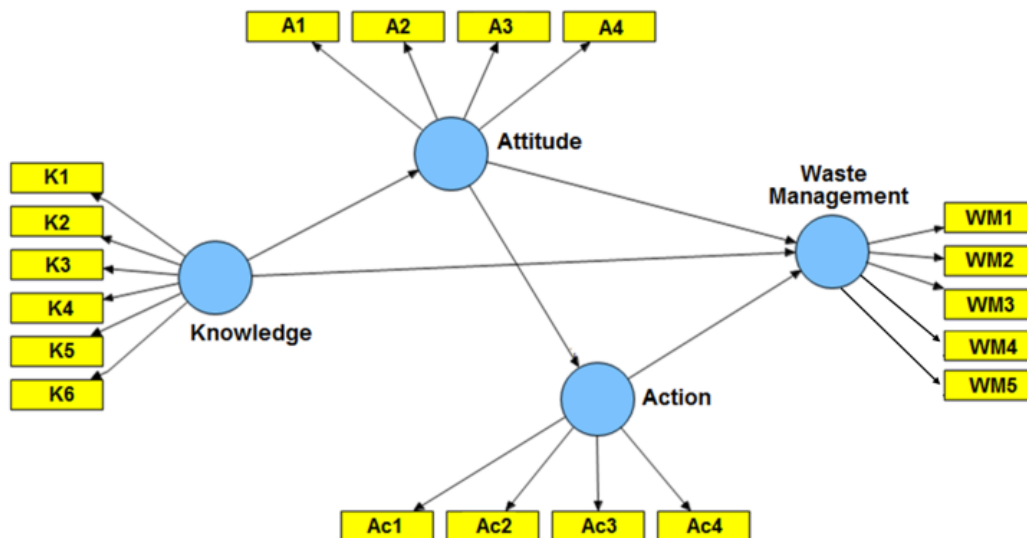 A1
A2
A3
A4
Attitude
K1
K2
K3
K4
K5
K6
Knowledge
Waste
Management
WM1
WM2
WM3
WM4
WM5
Action
Ac1
Ac2
Ac3
Ac4